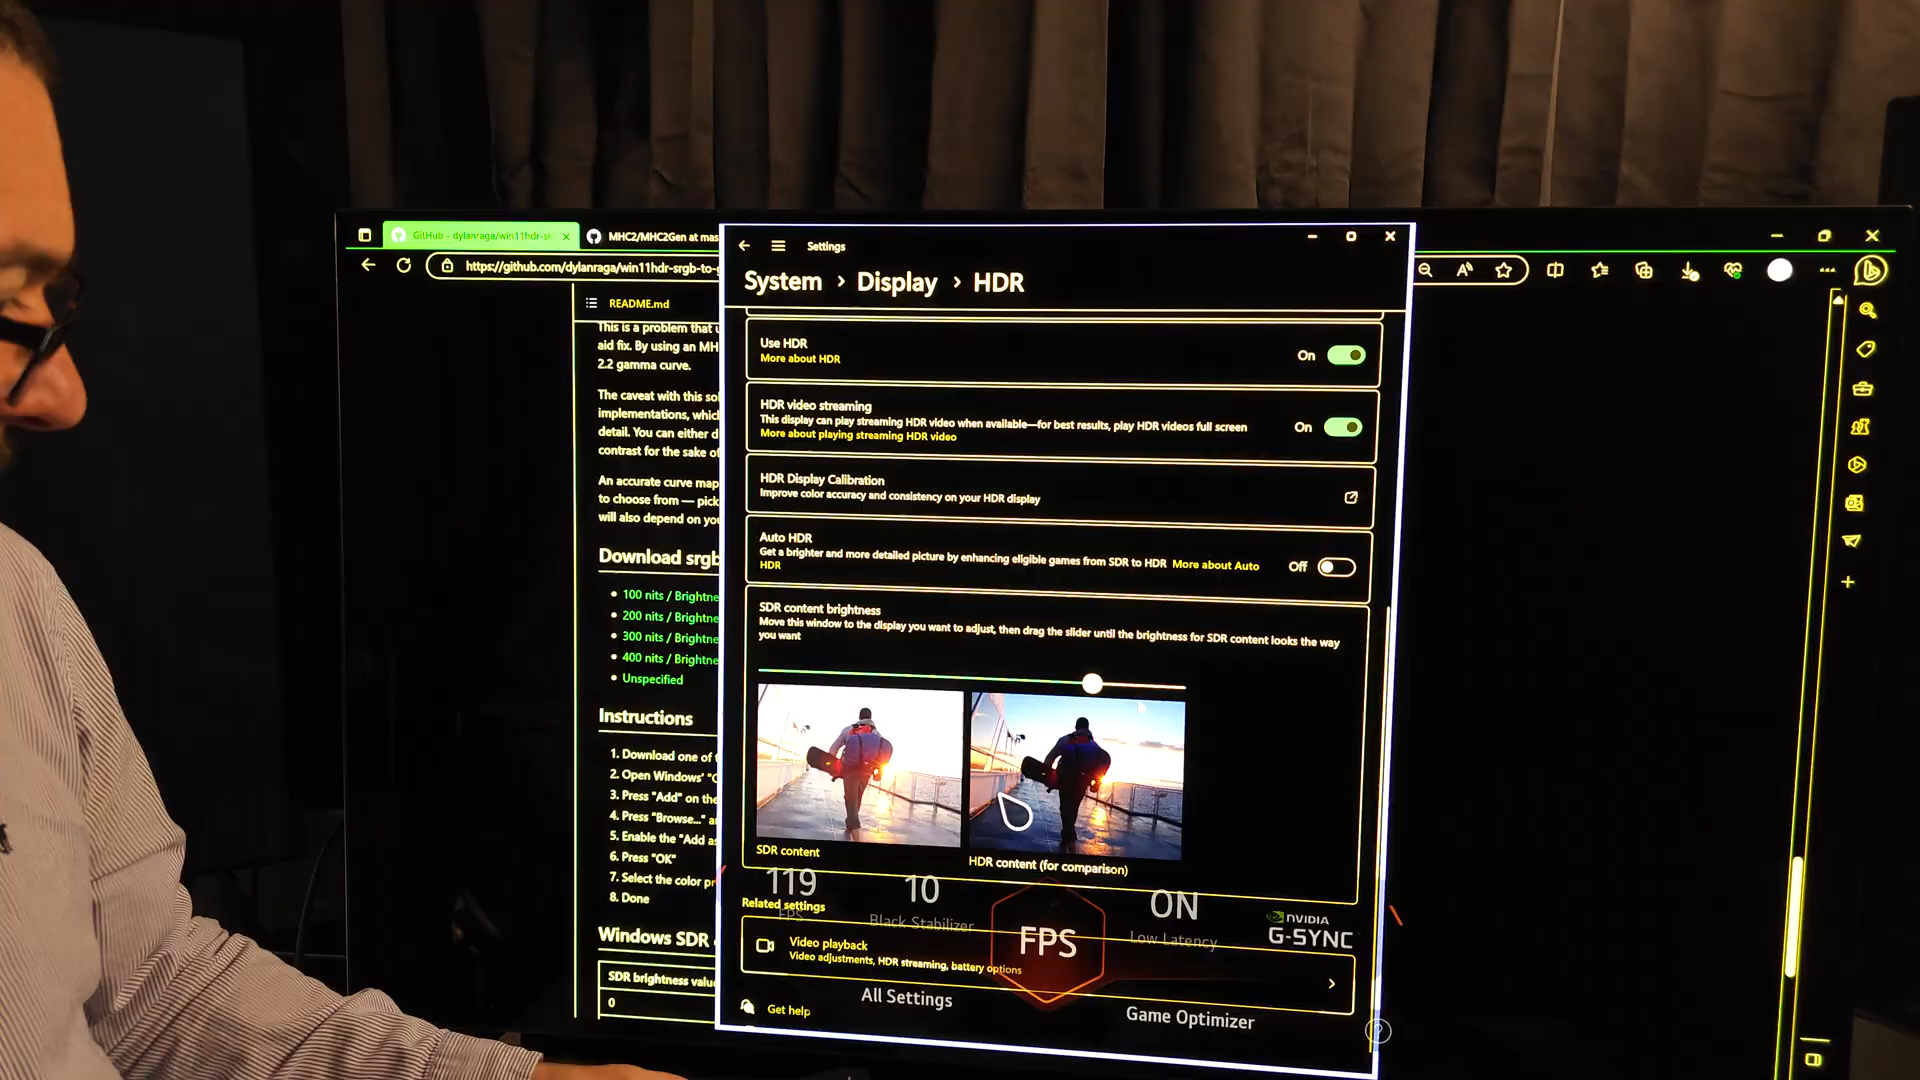 GitHub - dylanraga/win11hdr-sr
MHC2/MHC2Gen at mas
https://github.com/dylanraga/win11hdr-srgb-to-g
README.md
This is a problem that u
aid fix. By using an MH
2.2 gamma curve.
The caveat with this sol
implementations, which
detail. You can either d
contrast for the sake of
An accurate curve map
to choose from — pick
will also depend on you
Download srgb
100 nits / Brightne
200 nits / Brightne
300 nits / Brightne
400 nits / Brightne
Unspecified
Instructions
1. Download one of t
2. Open Windows' "C
3. Press "Add" on the
4. Press "Browse..." a
5. Enable the "Add as
6. Press "OK"
7. Select the color pr
8. Done
Windows SDR
SDR brightness value
0
Settings
System > Display > HDR
Use HDR
More about HDR
On
HDR video streaming
This display can play streaming HDR video when available—for best results, play HDR videos full screen
More about playing streaming HDR video
On
HDR Display Calibration
Improve color accuracy and consistency on your HDR display
Auto HDR
Get a brighter and more detailed picture by enhancing eligible games from SDR to HDR More about Auto
HDR
Off
SDR content brightness
Move this window to the display you want to adjust, then drag the slider until the brightness for SDR content looks the way
you want
SDR content
HDR content (for comparison)
119
FPS
10
Black Stabilizer
FPS
ON
Low Latency
NVIDIA
G-SYNC
Related settings
Video playback
Video adjustments, HDR streaming, battery options
All Settings
Game Optimizer
Get help